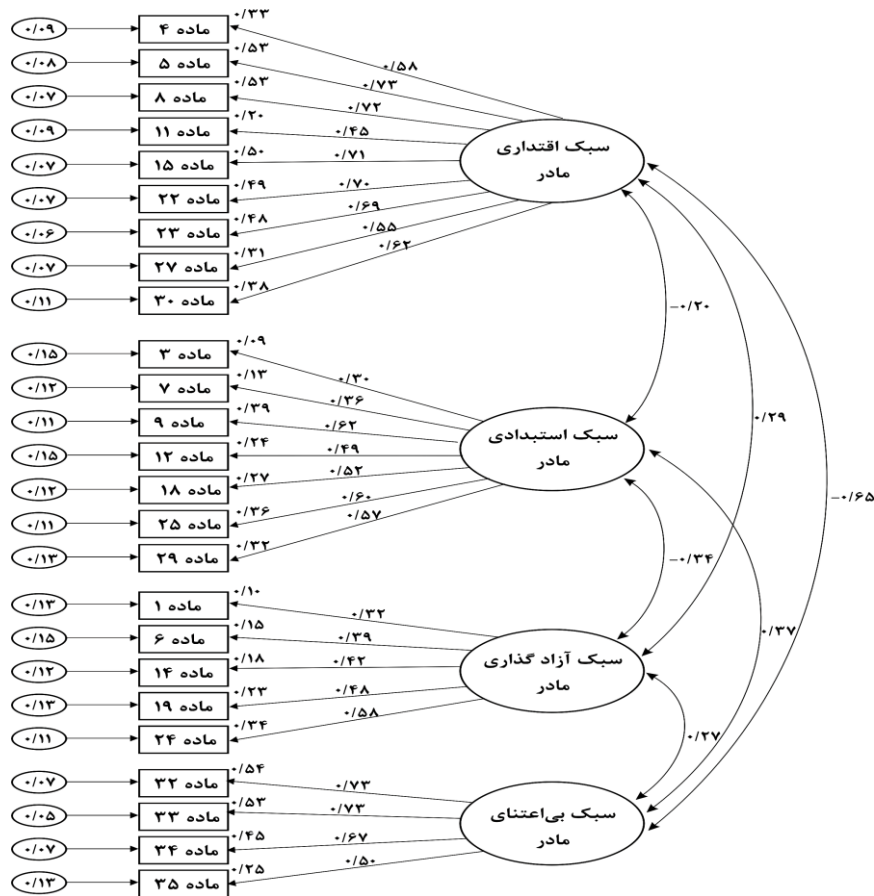 ۰/۰۹ ماده ۴ ۰/۳۳ ۰/۵۸
۰/۰۸ ماده ۵ ۰/۵۳ ۰/۷۳
۰/۰۷ ماده ۸ ۰/۵۳ ۰/۷۲
۰/۰۹ ماده ۱۱ ۰/۲۰ ۰/۴۵
۰/۰۷ ماده ۱۵ ۰/۵۰ ۰/۷۱
۰/۰۷ ماده ۲۲ ۰/۴۹ ۰/۷۰
۰/۰۶ ماده ۲۳ ۰/۴۸ ۰/۶۹
۰/۰۷ ماده ۲۷ ۰/۳۱ ۰/۵۵
۰/۱۱ ماده ۳۰ ۰/۳۸ ۰/۶۲
سبک اقتداری
مادر
۰/۱۵ ماده ۳ ۰/۰۹ ۰/۳۰
۰/۱۲ ماده ۷ ۰/۱۳ ۰/۳۶
۰/۱۱ ماده ۹ ۰/۳۹ ۰/۶۲
۰/۱۵ ماده ۱۲ ۰/۲۴ ۰/۴۹
۰/۱۲ ماده ۱۸ ۰/۲۷ ۰/۵۲
۰/۱۱ ماده ۲۵ ۰/۳۶ ۰/۶۰
۰/۱۳ ماده ۲۹ ۰/۳۲ ۰/۵۷
سبک استبدادی
مادر
۰/۱۳ ماده ۱ ۰/۱۰ ۰/۳۲
۰/۱۵ ماده ۶ ۰/۱۵ ۰/۳۹
۰/۱۲ ماده ۱۴ ۰/۱۸ ۰/۴۲
۰/۱۳ ماده ۱۹ ۰/۲۳ ۰/۴۸
۰/۱۱ ماده ۲۴ ۰/۳۴ ۰/۵۸
سبک آزاد گذاری
مادر
۰/۰۷ ماده ۳۲ ۰/۵۴ ۰/۷۳
۰/۰۵ ماده ۳۳ ۰/۵۳ ۰/۷۳
۰/۰۷ ماده ۳۴ ۰/۴۵ ۰/۶۷
۰/۱۳ ماده ۳۵ ۰/۲۵ ۰/۵۰
سبک بی‌اعتنای
مادر
−۰/۲۰
۰/۲۹
−۰/۶۵
−۰/۳۴
۰/۳۷
۰/۲۷